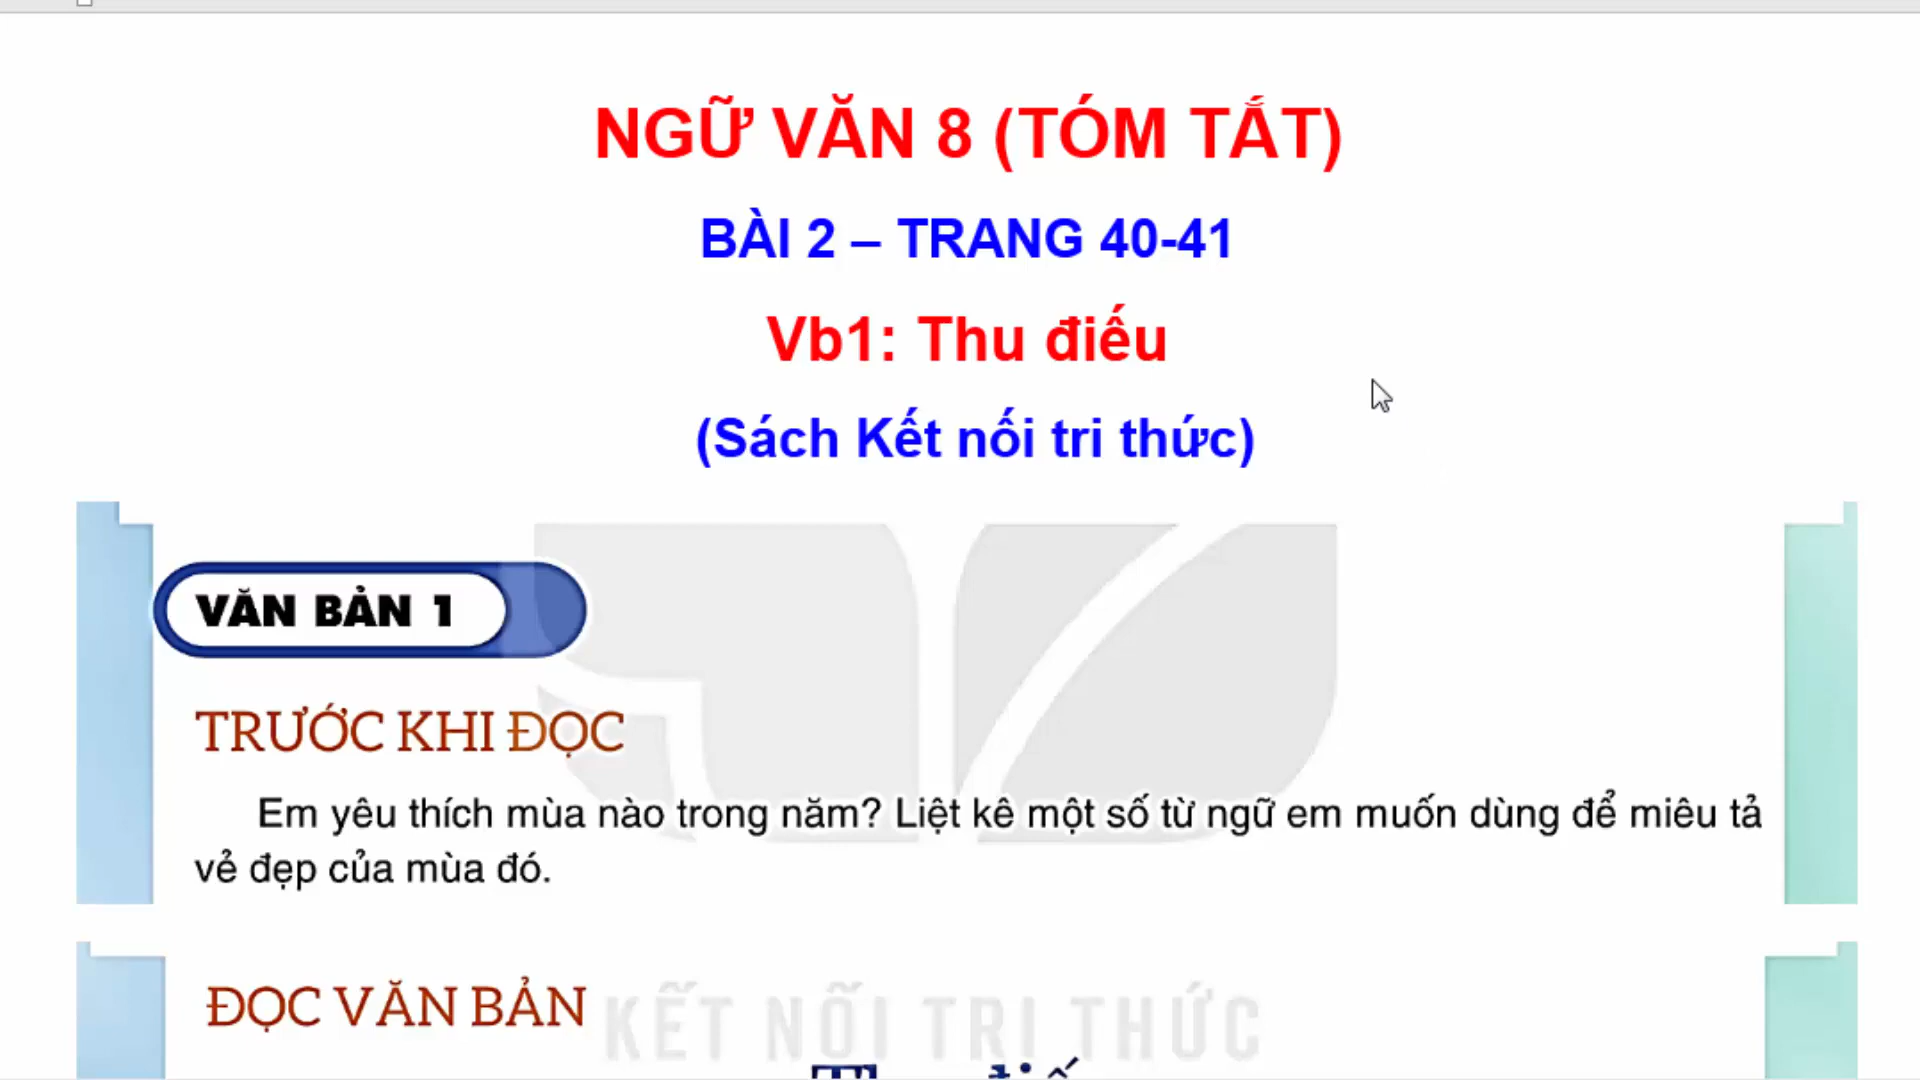 NGỮ VĂN 8 (TÓM TẮT)
BÀI 2 – TRANG 40-41
Vb1: Thu điếu
(Sách Kết nối tri thức)
VĂN BẢN 1
TRƯỚC KHI ĐỌC
Em yêu thích mùa nào trong năm? Liệt kê một số từ ngữ em muốn dùng để miêu tả
vẻ đẹp của mùa đó.
ĐỌC VĂN BẢN
KẾT NỐI TRI THỨC